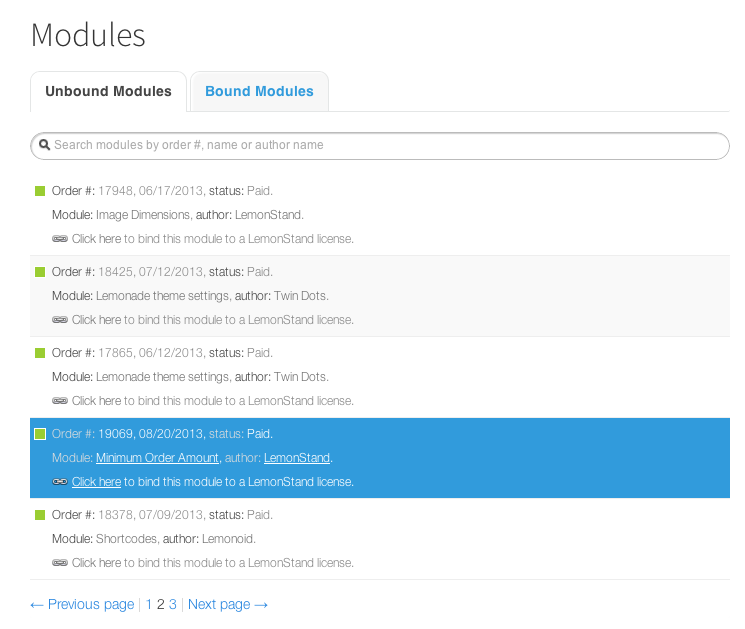 Modules
Unbound Modules
Bound Modules
Search modules by order #, name or author name
Order #: 17948, 06/17/2013, status: Paid.
Module: Image Dimensions, author: LemonStand.
Click here to bind this module to a LemonStand license.
Order #: 18425, 07/12/2013, status: Paid.
Module: Lemonade theme settings, author: Twin Dots.
Click here to bind this module to a LemonStand license.
Order #: 17865, 06/12/2013, status: Paid.
Module: Lemonade theme settings, author: Twin Dots.
Click here to bind this module to a LemonStand license.
Order #: 19069, 08/20/2013, status: Paid.
Module: Minimum Order Amount, author: LemonStand.
Click here to bind this module to a LemonStand license.
Order #: 18378, 07/09/2013, status: Paid.
Module: Shortcodes, author: Lemonoid.
Click here to bind this module to a LemonStand license.
← Previous page | 1 2 3 | Next page →